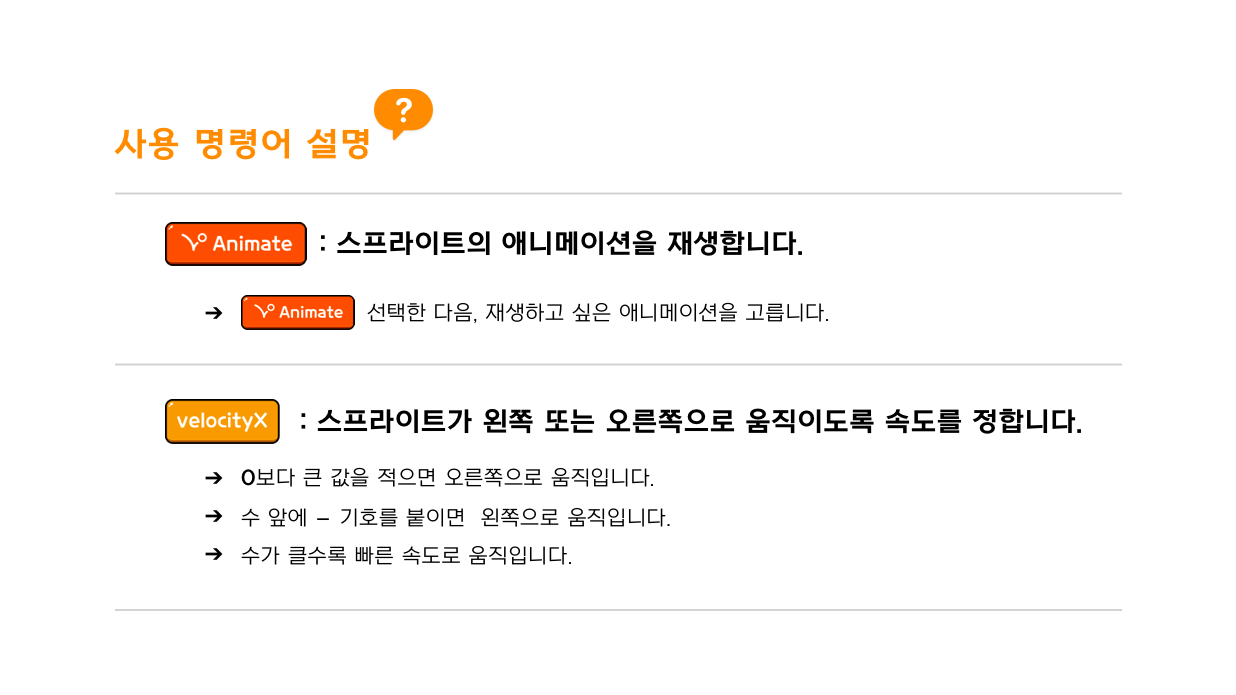 사용 명령어 설명 ?
Animate : 스프라이트의 애니메이션을 재생합니다.
➔ Animate 선택한 다음, 재생하고 싶은 애니메이션을 고릅니다.
velocityX : 스프라이트가 왼쪽 또는 오른쪽으로 움직이도록 속도를 정합니다.
➔ 0보다 큰 값을 적으면 오른쪽으로 움직입니다.
➔ 수 앞에 – 기호를 붙이면 왼쪽으로 움직입니다.
➔ 수가 클수록 빠른 속도로 움직입니다.